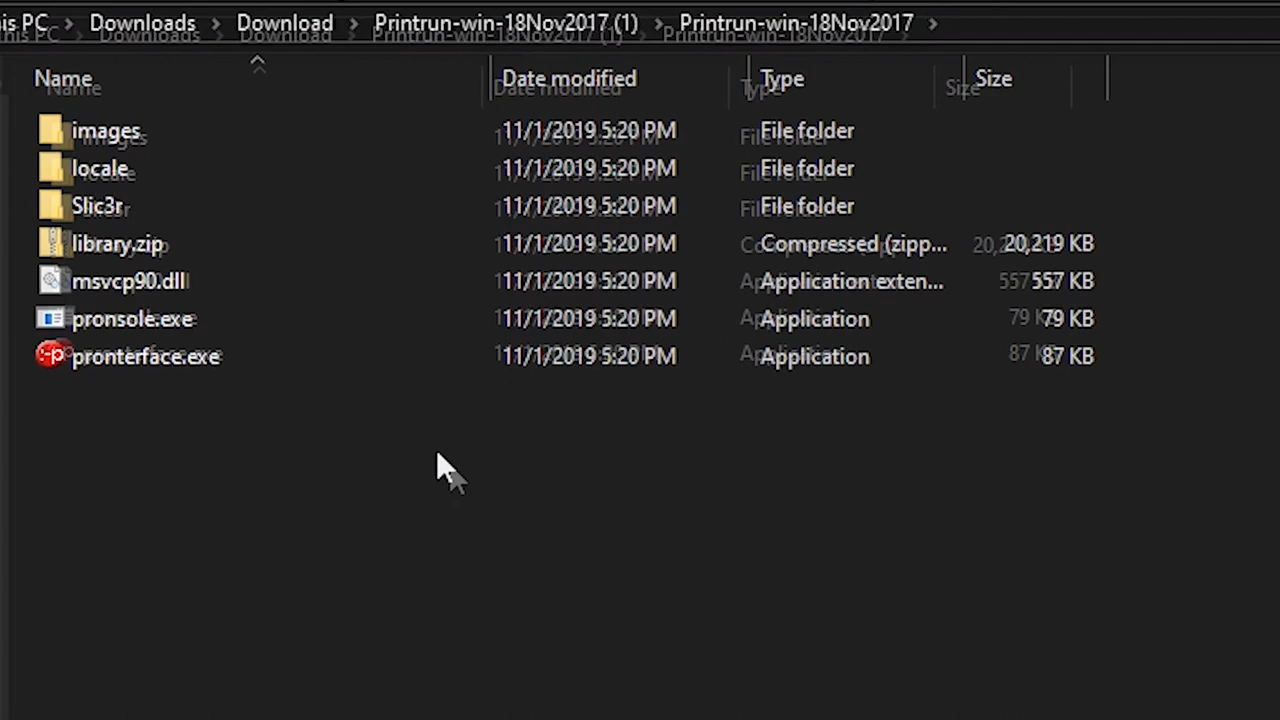 is PC > Downloads > Download > Printrun-win-18Nov2017 (1) > Printrun-win-18Nov2017 >
Name Date modified Type Size
images 11/1/2019 5:20 PM File folder
locale 11/1/2019 5:20 PM File folder
Slic3r 11/1/2019 5:20 PM File folder
library.zip 11/1/2019 5:20 PM Compressed (zipp... 20,219 KB
msvcp90.dll 11/1/2019 5:20 PM Application exten... 557 KB
pronsole.exe 11/1/2019 5:20 PM Application 79 KB
pronterface.exe 11/1/2019 5:20 PM Application 87 KB